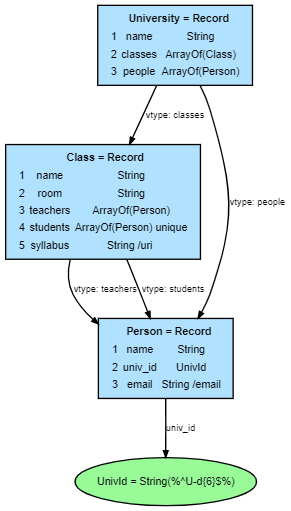 University = Record
1 name String
2 classes ArrayOf(Class)
3 people ArrayOf(Person)
vtype: classes
Class = Record
1 name String
2 room String
3 teachers ArrayOf(Person)
4 students ArrayOf(Person) unique
5 syllabus String /uri
vtype: people
vtype: teachers
vtype: students
Person = Record
1 name String
2 univ_id UnivId
3 email String /email
univ_id
UnivId = String(%^U-d{6}$%)